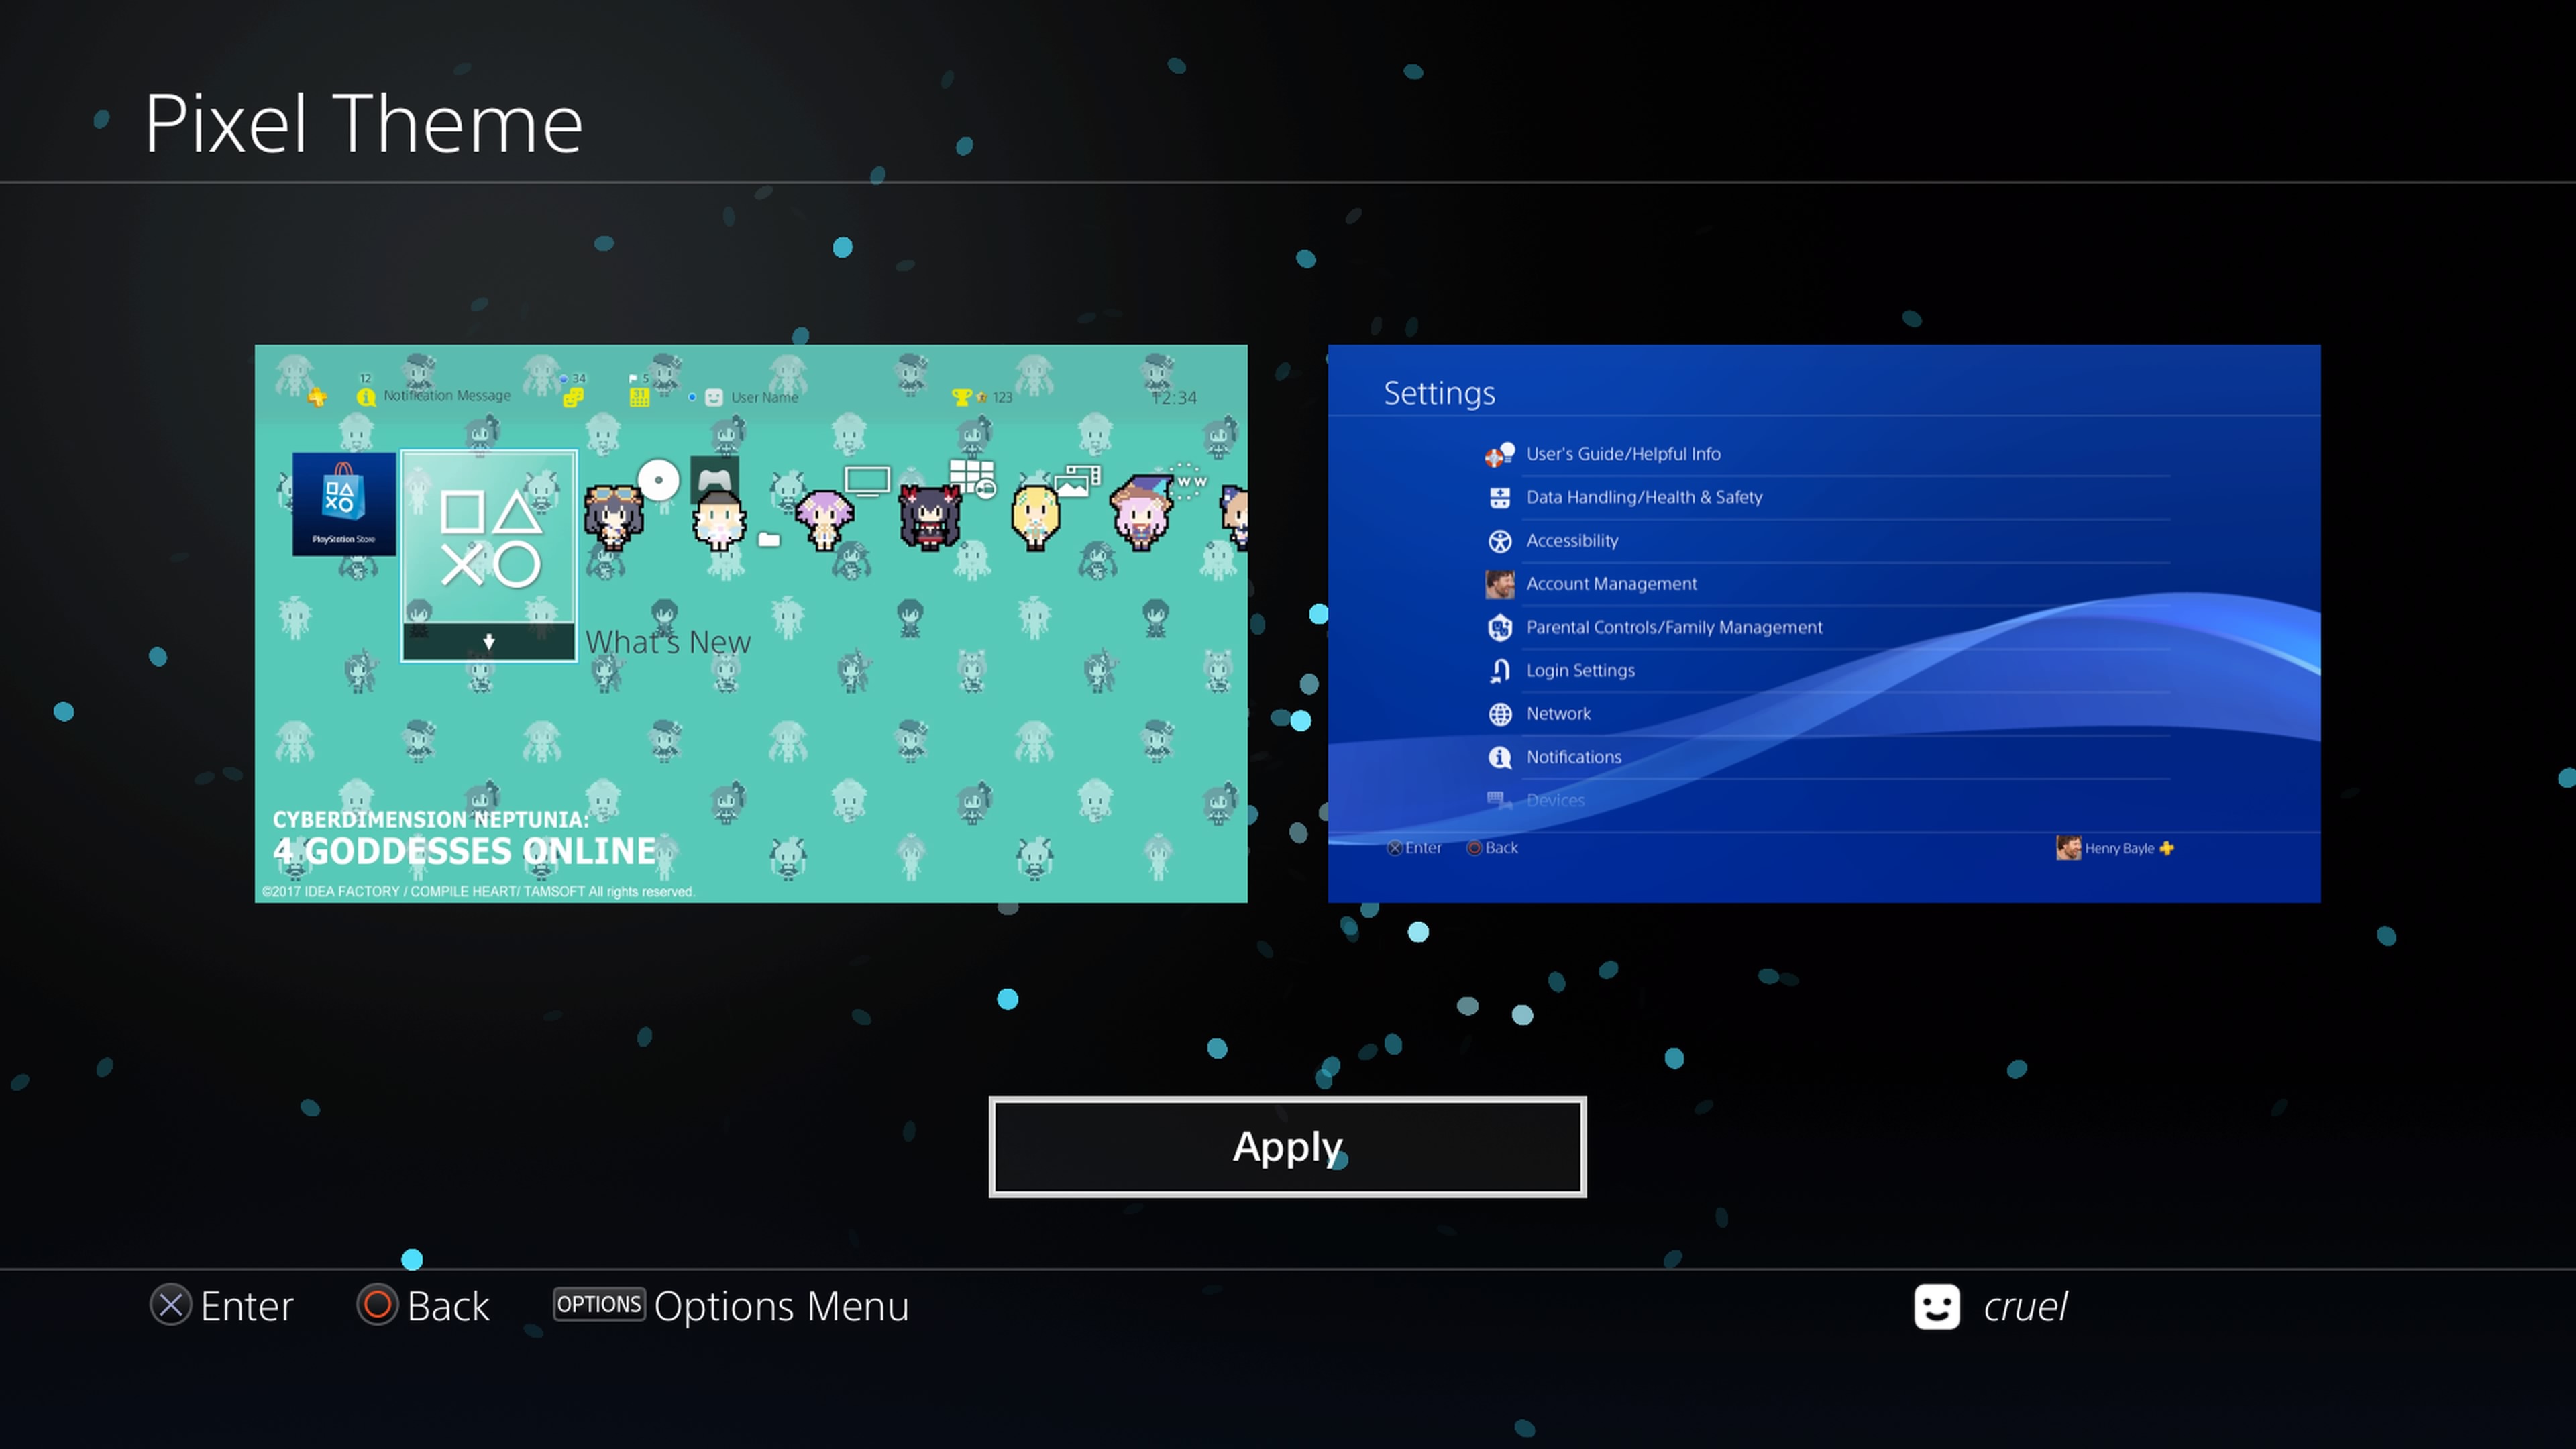 Pixel Theme
12
34
5
Notification Message
31
User Name
123
12:34
PlayStation Store
WW
What's New
CYBERDIMENSION NEPTUNIA:
4 GODDESSES ONLINE
©2017 IDEA FACTORY / COMPILE HEART/ TAMSOFT All rights reserved.
Settings
User's Guide/Helpful Info
Data Handling/Health & Safety
Accessibility
Account Management
Parental Controls/Family Management
Login Settings
Network
Notifications
Devices
Enter
Back
Henry Bayle
Apply
Enter
Back
OPTIONS Options Menu
cruel